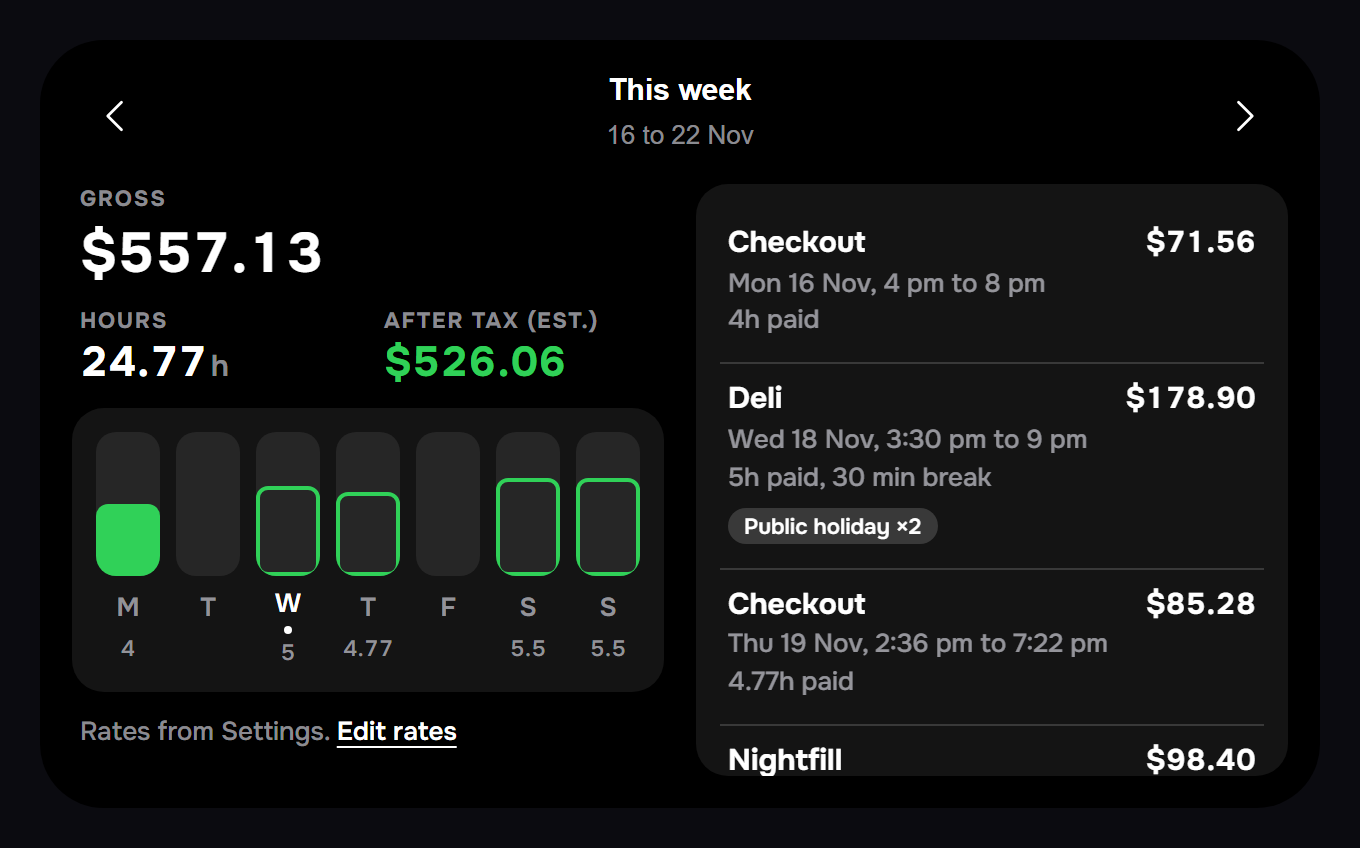 This week
16 to 22 Nov
GROSS
$557.13
HOURS
24.77h
AFTER TAX (EST.)
$526.06
M T W T F S S
4 5 4.77 5.5 5.5
Rates from Settings. Edit rates
Checkout $71.56
Mon 16 Nov, 4 pm to 8 pm
4h paid
Deli $178.90
Wed 18 Nov, 3:30 pm to 9 pm
5h paid, 30 min break
Public holiday ×2
Checkout $85.28
Thu 19 Nov, 2:36 pm to 7:22 pm
4.77h paid
Nightfill $98.40